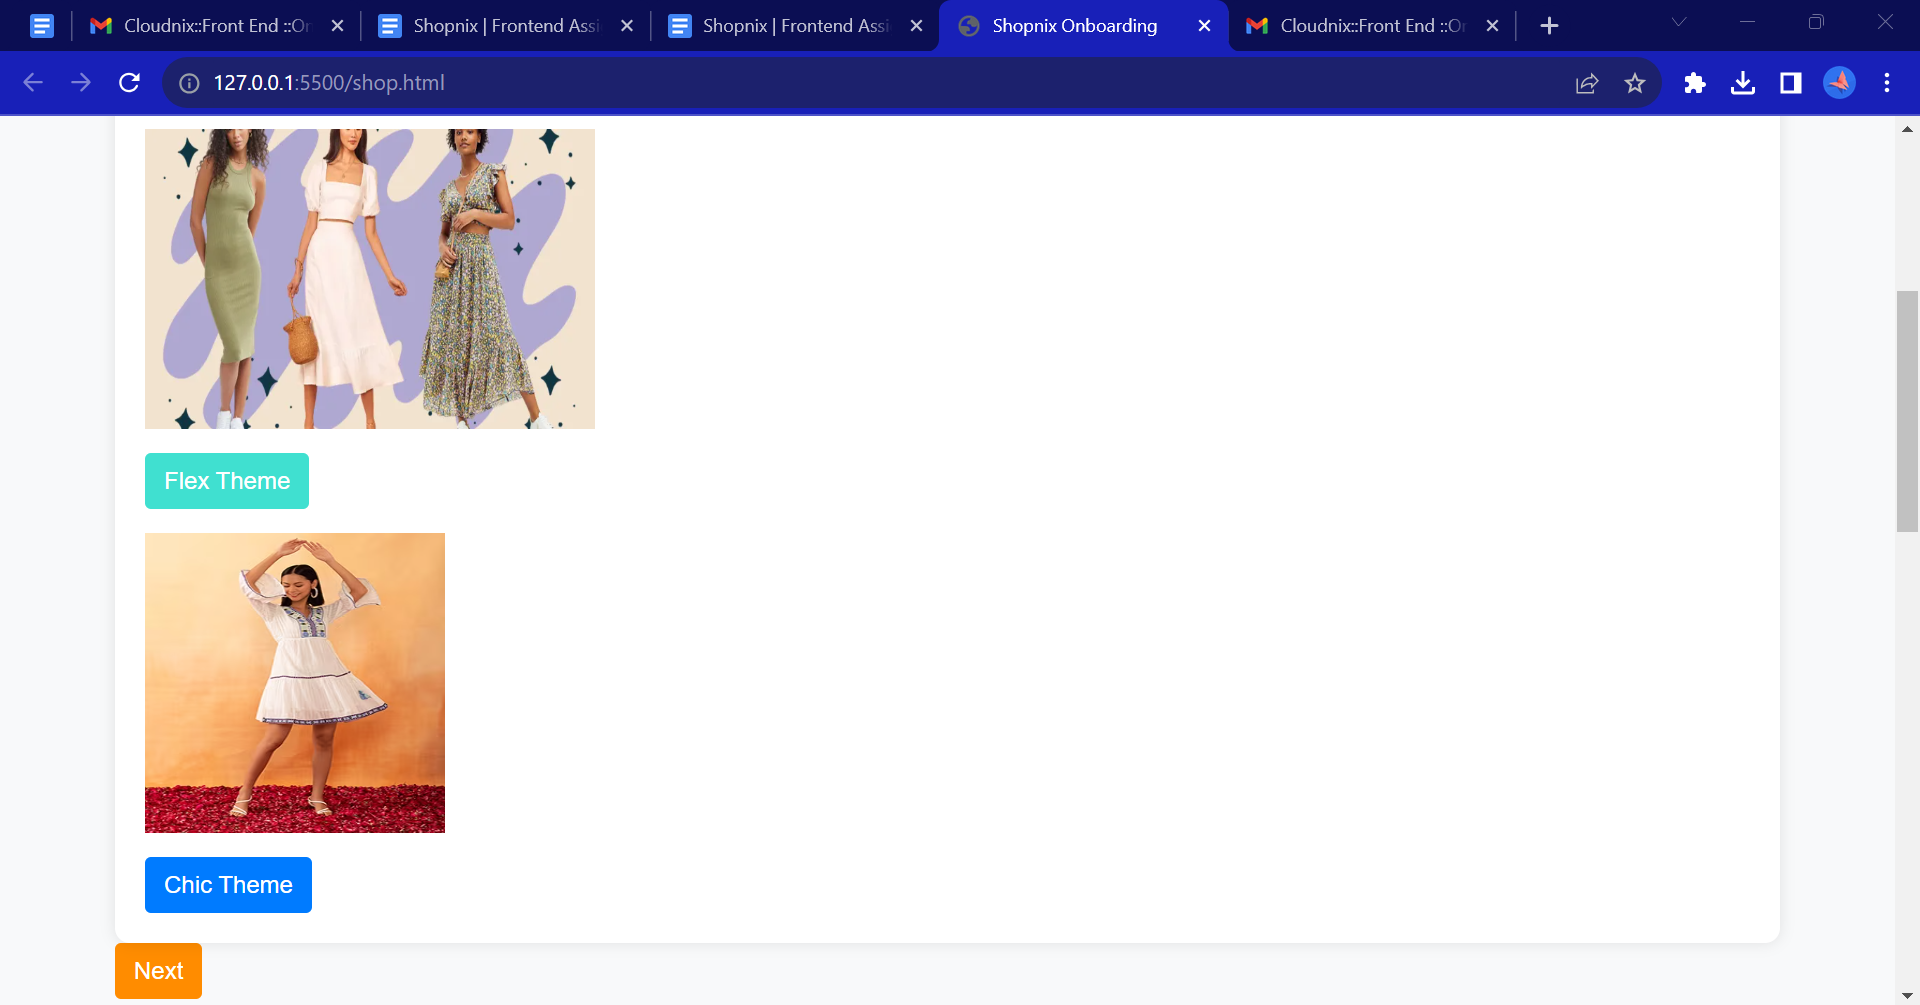 Cloudnix::Front End ::Or
Shopnix | Frontend Assi
Shopnix | Frontend Assi
Shopnix Onboarding
Cloudnix::Front End ::Or
127.0.0.1:5500/shop.html
Flex Theme
Chic Theme
Next